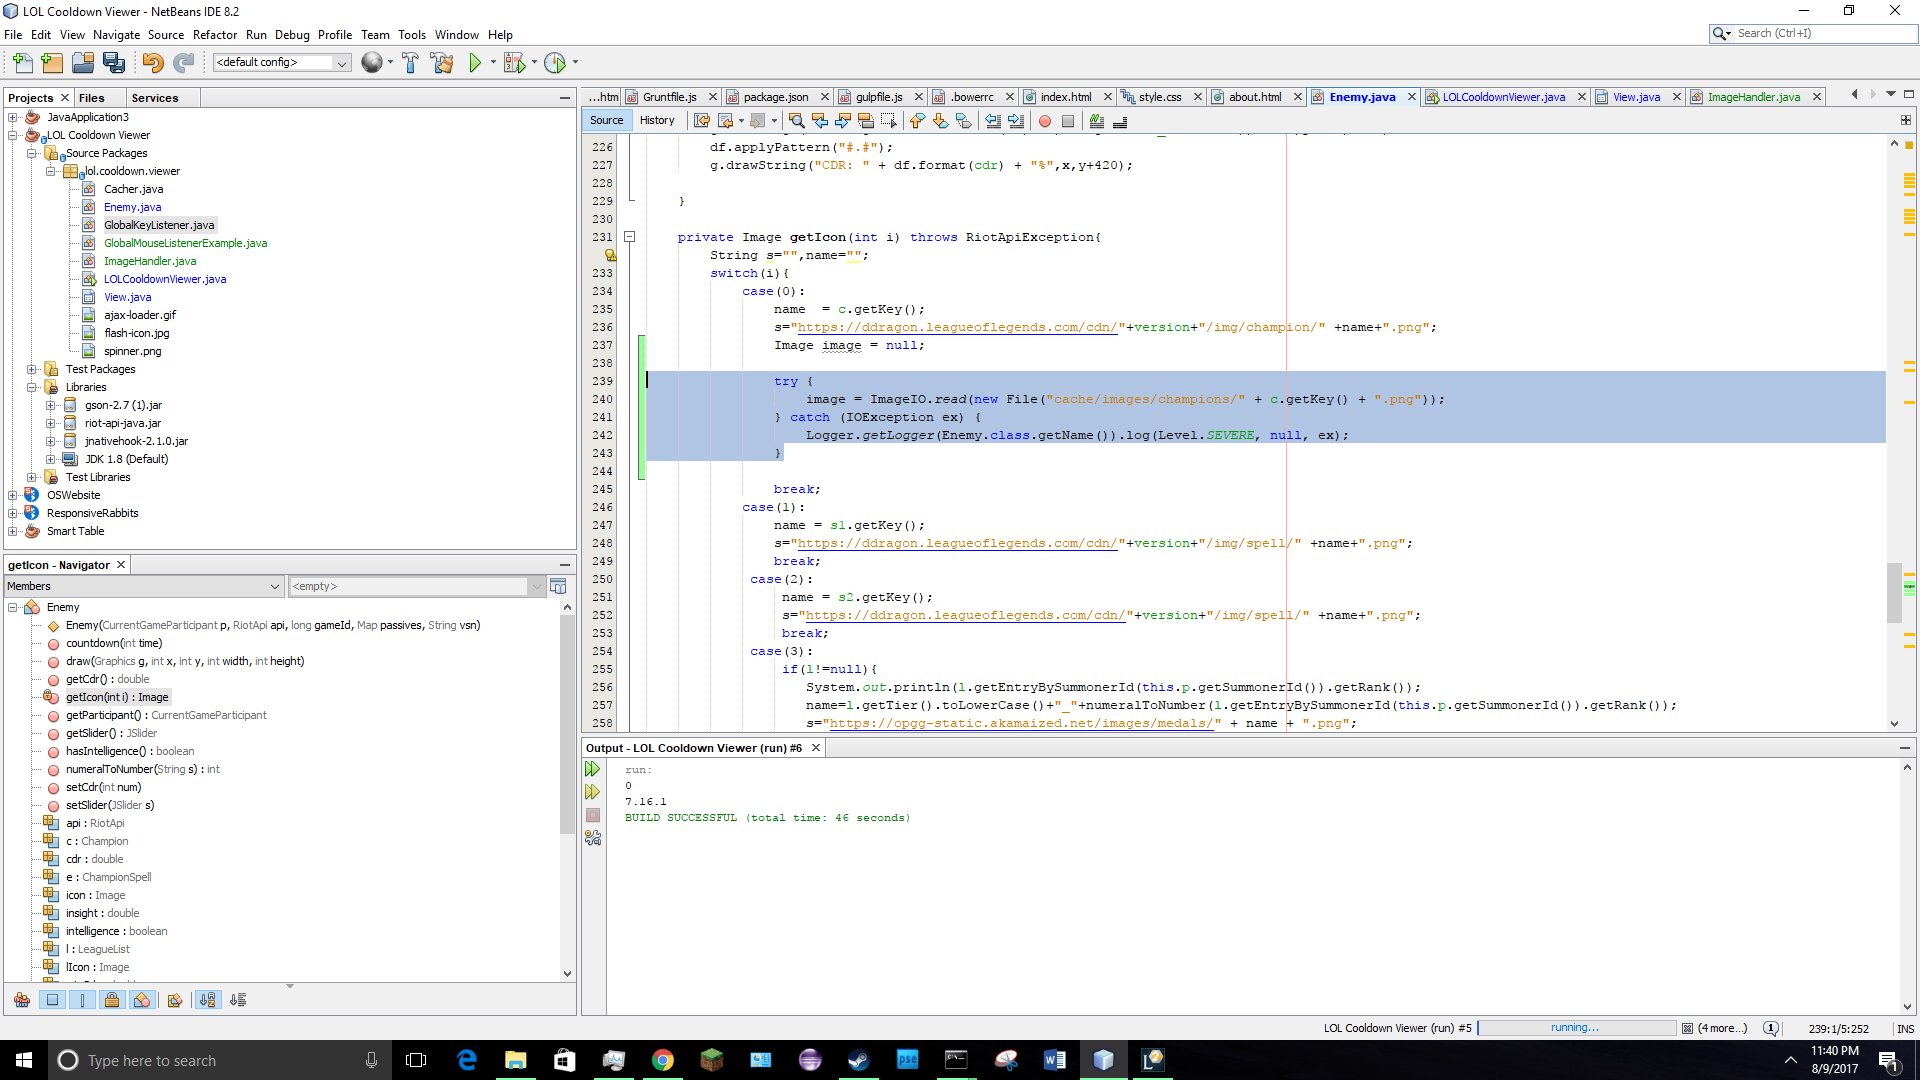 LOL Cooldown Viewer - NetBeans IDE 8.2
File Edit View Navigate Source Refactor Run Debug Profile Team Tools Window Help
Search (Ctrl+I)
<default config>
Projects Files Services
JavaApplication3
LOL Cooldown Viewer
Source Packages
lol.cooldown.viewer
Cacher.java
Enemy.java
GlobalKeyListener.java
GlobalMouseListenerExample.java
ImageHandler.java
LOLCooldownViewer.java
View.java
ajax-loader.gif
flash-icon.jpg
spinner.png
Test Packages
Libraries
gson-2.7 (1).jar
riot-api-java.jar
jnativehook-2.1.0.jar
JDK 1.8 (Default)
Test Libraries
OSWebsite
ResponsiveRabbits
Smart Table
getIcon - Navigator
Members
<empty>
Enemy
Enemy(CurrentGameParticipant p, RiotApi api, long gameId, Map passives, String vsn)
countdown(int time)
draw(Graphics g, int x, int y, int width, int height)
getCdr() : double
getIcon(int i) : Image
getParticipant() : CurrentGameParticipant
getSlider() : JSlider
hasIntelligence() : boolean
numeralToNumber(String s) : int
setCdr(int num)
setSlider(JSlider s)
api : RiotApi
c : Champion
cdr : double
e : ChampionSpell
icon : Image
insight : double
intelligence : boolean
l : LeagueList
lIcon : Image
...htm Gruntfile.js package.json gulpfile.js .bowerrc index.html style.css about.html Enemy.java LOLCooldownViewer.java View.java ImageHandler.java
Source History
226 df.applyPattern("#.#");
227 g.drawString("CDR: " + df.format(cdr) + "%",x,y+420);
228
229 }
230
231 private Image getIcon(int i) throws RiotApiException{
String s="",name="";
233 switch(i){
234 case(0):
235 name  = c.getKey();
236 s="https://ddragon.leagueoflegends.com/cdn/"+version+"/img/champion/" +name+".png";
237 Image image = null;
238
239 try {
240 image = ImageIO.read(new File("cache/images/champions/" + c.getKey() + ".png"));
241 } catch (IOException ex) {
242 Logger.getLogger(Enemy.class.getName()).log(Level.SEVERE, null, ex);
243 }
244
245 break;
246 case(1):
247 name = s1.getKey();
248 s="https://ddragon.leagueoflegends.com/cdn/"+version+"/img/spell/" +name+".png";
249 break;
250 case(2):
251 name = s2.getKey();
252 s="https://ddragon.leagueoflegends.com/cdn/"+version+"/img/spell/" +name+".png";
253 break;
254 case(3):
255 if(l!=null){
256 System.out.println(l.getEntryBySummonerId(this.p.getSummonerId()).getRank());
257 name=l.getTier().toLowerCase()+"_"+numeralToNumber(l.getEntryBySummonerId(this.p.getSummonerId()).getRank());
258 s="https://opgg-static.akamaized.net/images/medals/" + name + ".png";
Output - LOL Cooldown Viewer (run) #6
run:
0
7.16.1
BUILD SUCCESSFUL (total time: 46 seconds)
LOL Cooldown Viewer (run) #5 running... (4 more...) 1 239:1/5:252 INS
Type here to search
pse
11:40 PM
8/9/2017
1